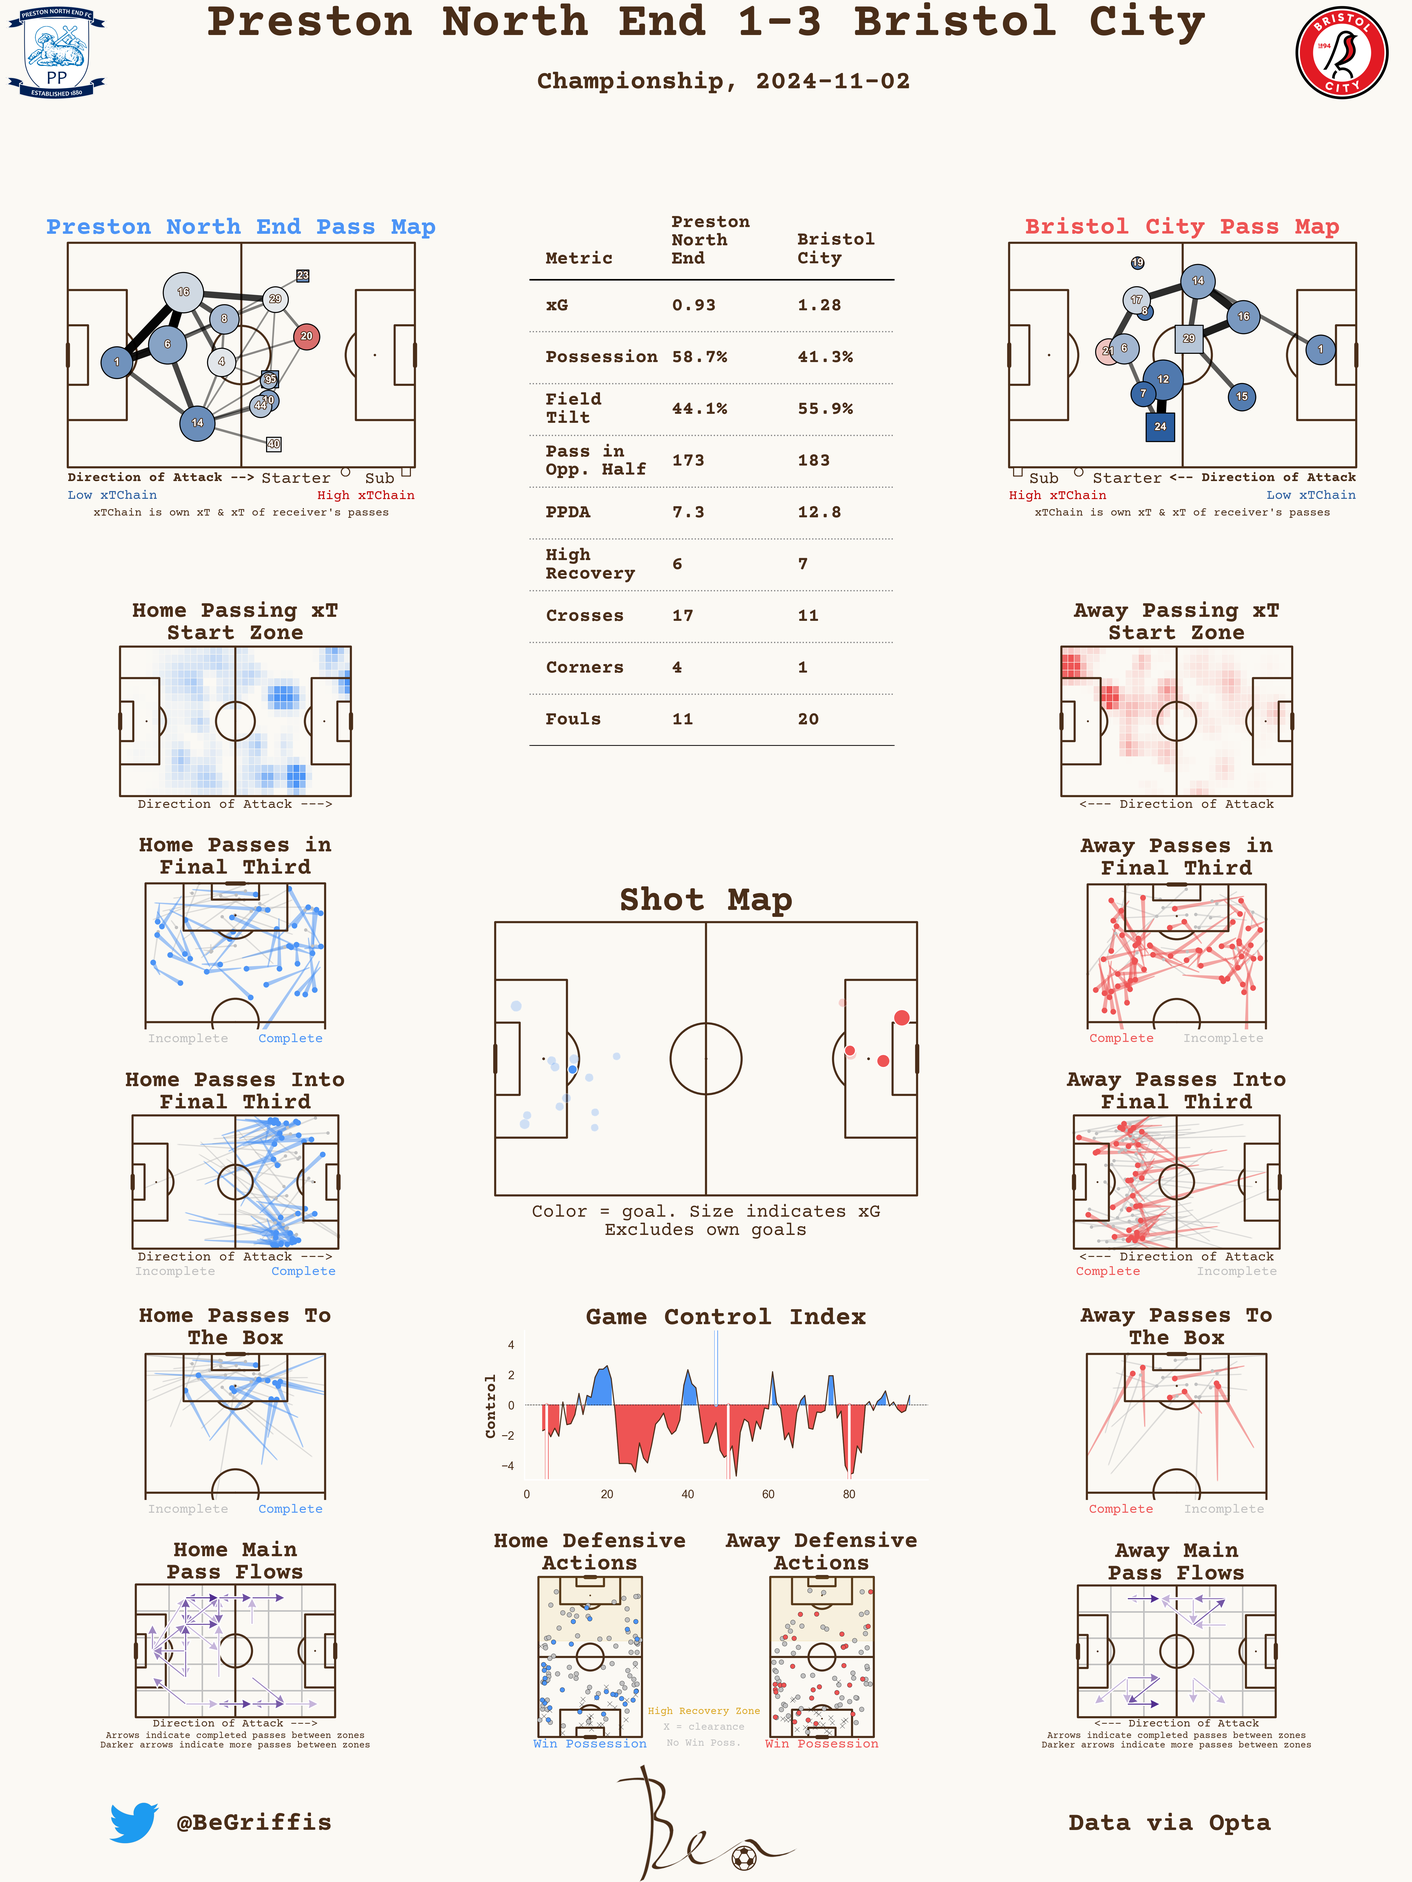 Preston North End 1-3 Bristol City
Championship, 2024-11-02
PRESTON NORTH END FC
PP
ESTABLISHED 1880
BRISTOL
1894
CITY
Preston North End Pass Map
16
23
29
8
20
6
4
1
95
10
44
14
40
Direction of Attack --> Starter Sub
Low xTChain High xTChain
xTChain is own xT & xT of receiver's passes
Metric Preston North End Bristol City
xG 0.93 1.28
Possession 58.7% 41.3%
Field Tilt 44.1% 55.9%
Pass in Opp. Half 173 183
PPDA 7.3 12.8
High Recovery 6 7
Crosses 17 11
Corners 4 1
Fouls 11 20
Bristol City Pass Map
19
14
17
8
16
29
21
6
1
12
7
15
24
Sub Starter <-- Direction of Attack
High xTChain Low xTChain
xTChain is own xT & xT of receiver's passes
Home Passing xT
Start Zone
Direction of Attack --->
Away Passing xT
Start Zone
<--- Direction of Attack
Home Passes in
Final Third
Incomplete Complete
Away Passes in
Final Third
Complete Incomplete
Shot Map
Color = goal. Size indicates xG
Excludes own goals
Home Passes Into
Final Third
Direction of Attack --->
Incomplete Complete
Away Passes Into
Final Third
<--- Direction of Attack
Complete Incomplete
Home Passes To
The Box
Incomplete Complete
Game Control Index
Control
4
2
0
−2
−4
0 20 40 60 80
Away Passes To
The Box
Complete Incomplete
Home Main
Pass Flows
Direction of Attack --->
Arrows indicate completed passes between zones
Darker arrows indicate more passes between zones
Home Defensive
Actions
Win Possession
Away Defensive
Actions
Win Possession
High Recovery Zone
X = clearance
No Win Poss.
Away Main
Pass Flows
<--- Direction of Attack
Arrows indicate completed passes between zones
Darker arrows indicate more passes between zones
@BeGriffis
Ben
Data via Opta